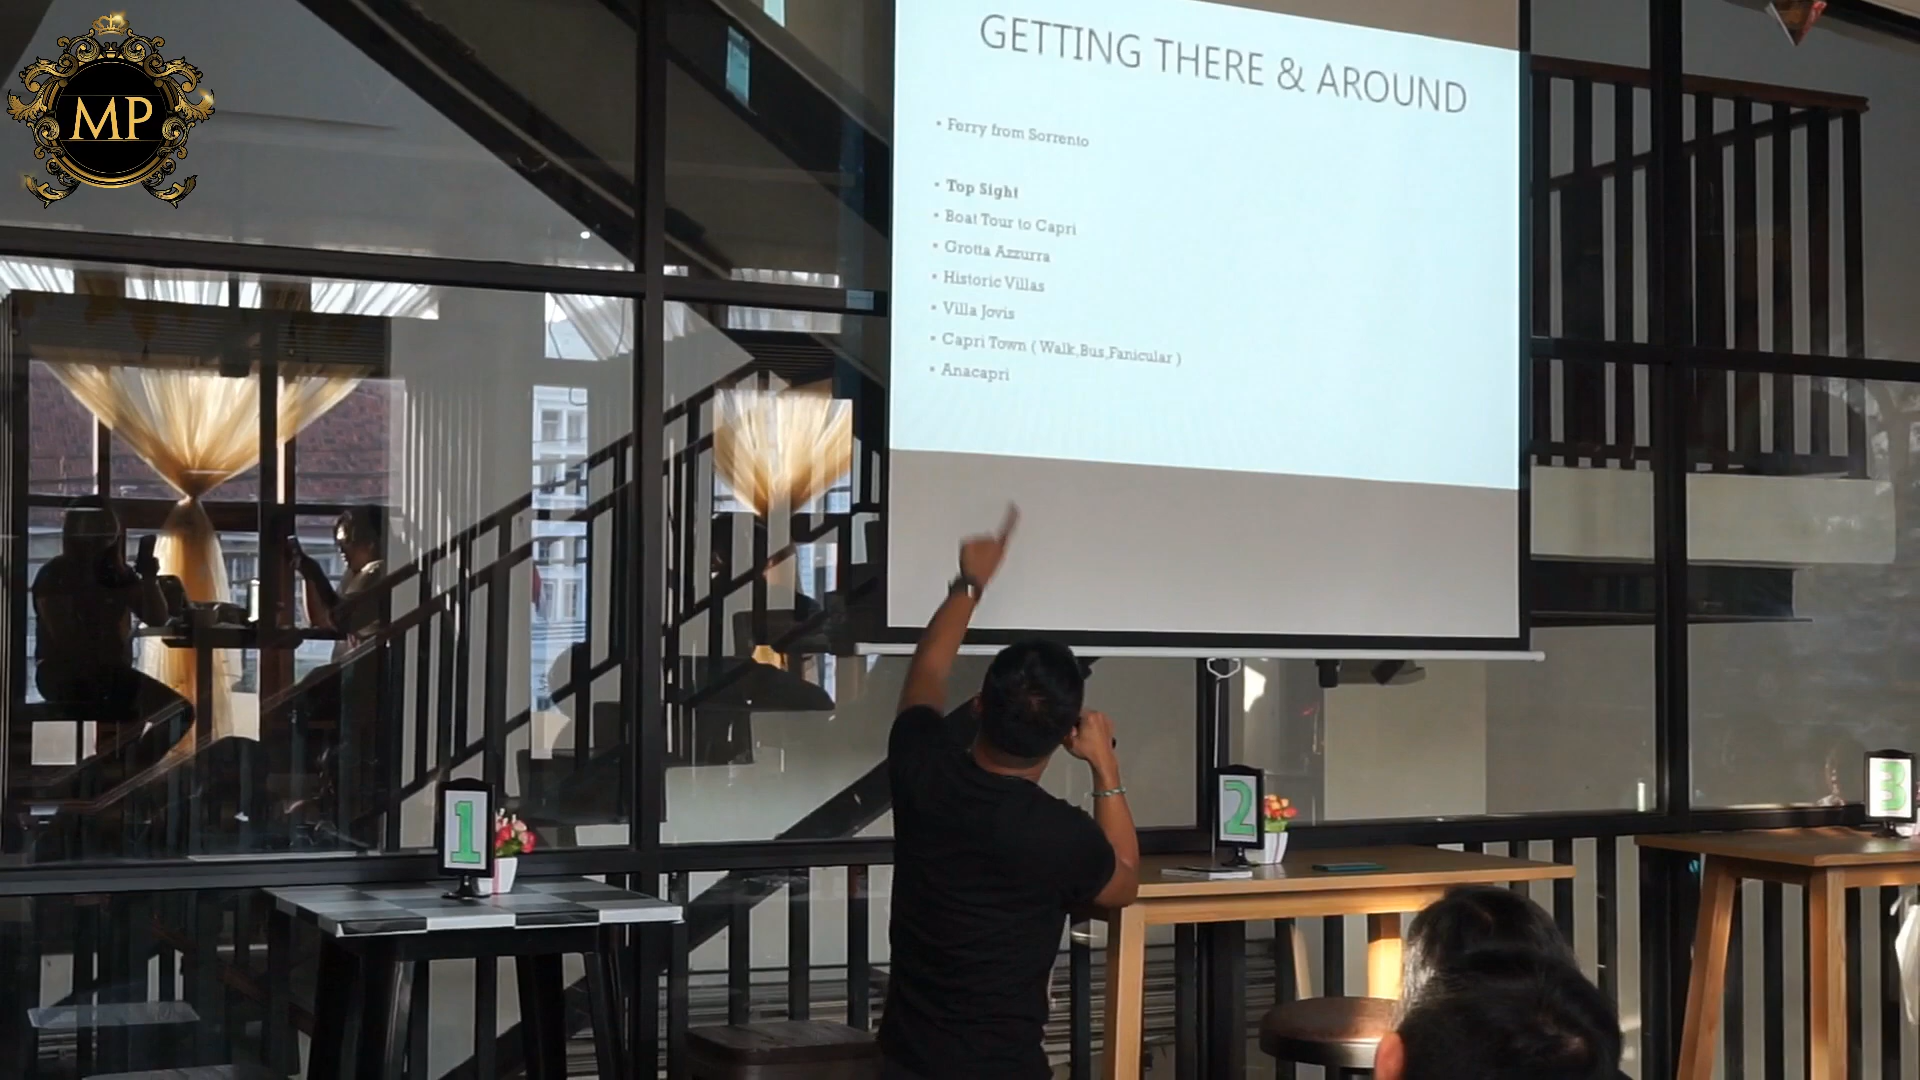 MP
GETTING THERE & AROUND
• Ferry from Sorrento
• Top Sight
• Boat Tour to Capri
• Grotta Azzurra
• Historic Villas
• Villa Jovis
• Capri Town ( Walk,Bus,Fanicular )
• Anacapri
1
2
3